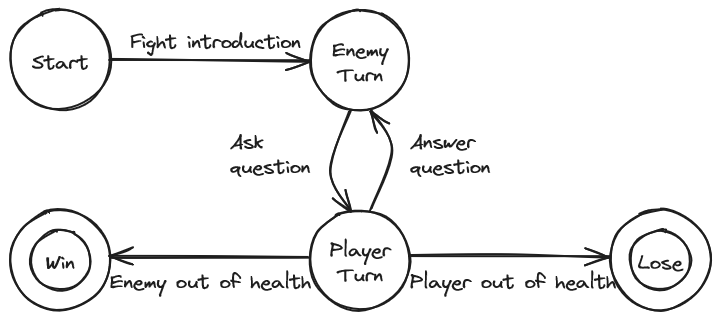 Fight introduction
Start
Enemy
Turn
Ask
question
Answer
question
Player
Turn
Win
Lose
Enemy out of health
Player out of health